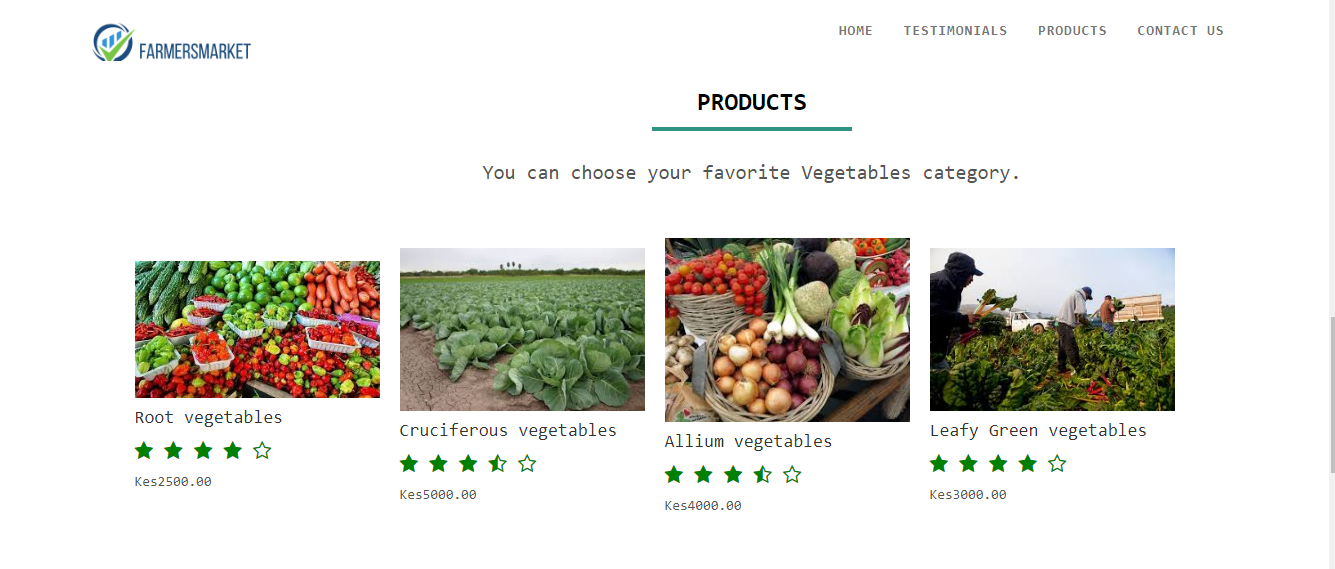 FARMERSMARKET
HOME TESTIMONIALS PRODUCTS CONTACT US
PRODUCTS
You can choose your favorite Vegetables category.
Root vegetables
Kes2500.00
Cruciferous vegetables
Kes5000.00
Allium vegetables
Kes4000.00
Leafy Green vegetables
Kes3000.00